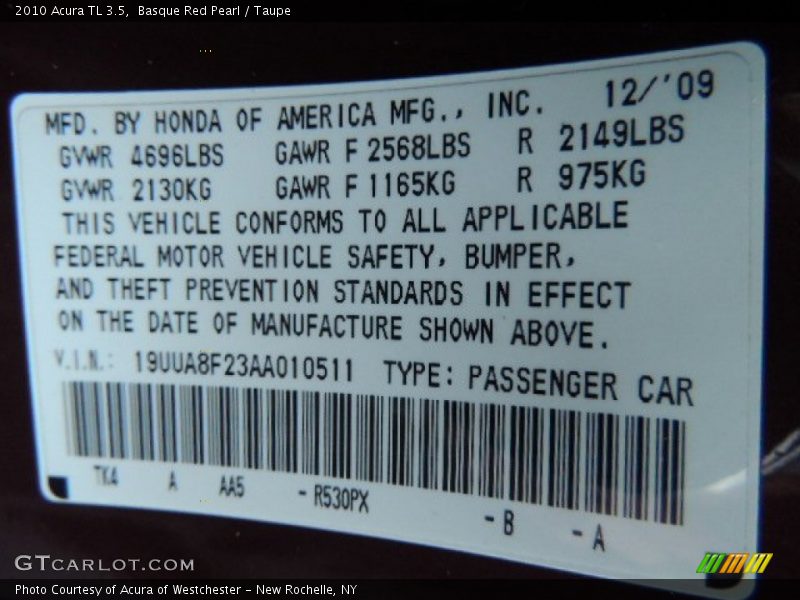 2010 Acura TL 3.5,  Basque Red Pearl / Taupe
MFD. BY HONDA OF AMERICA MFG., INC. 12/'09
GVWR 4696LBS GAWR F 2568LBS R 2149LBS
GVWR 2130KG GAWR F 1165KG R 975KG
THIS VEHICLE CONFORMS TO ALL APPLICABLE
FEDERAL MOTOR VEHICLE SAFETY, BUMPER,
AND THEFT PREVENTION STANDARDS IN EFFECT
ON THE DATE OF MANUFACTURE SHOWN ABOVE.
V.I.N.: 19UUA8F23AA010511 TYPE: PASSENGER CAR
TK4 A AA5 - R530PX - B - A
GTCARLOT.COM
Photo Courtesy of Acura of Westchester – New Rochelle, NY